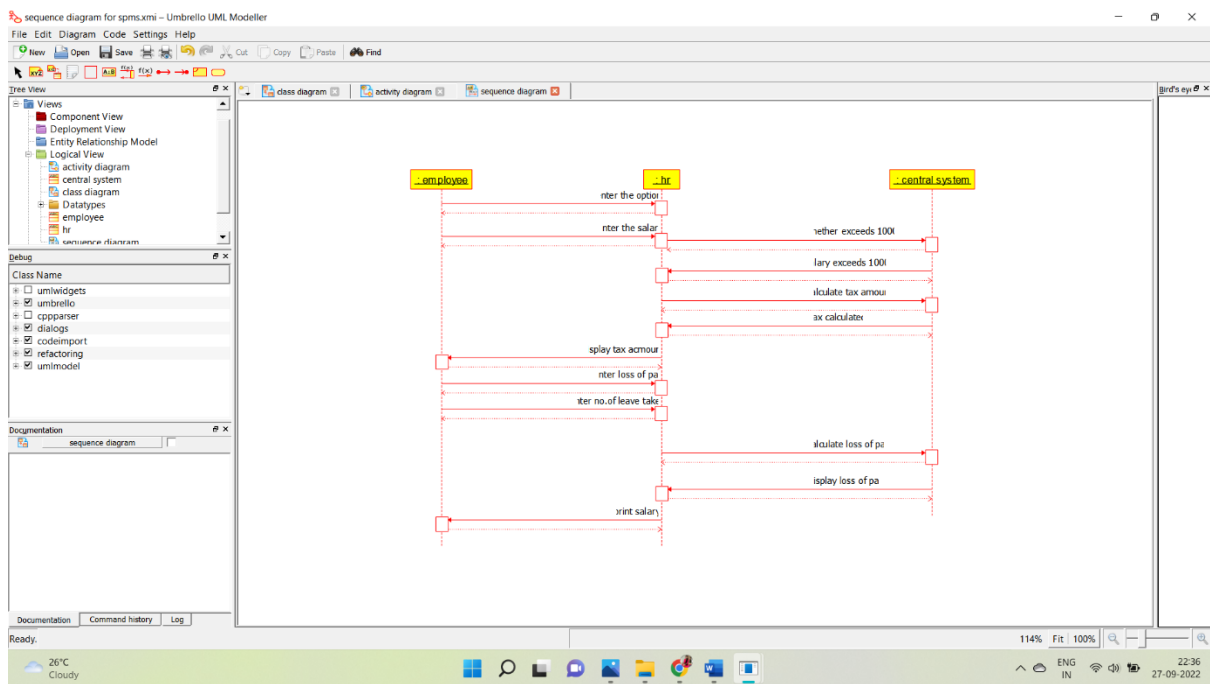 sequence diagram for spms.xmi – Umbrello UML Modeller
File Edit Diagram Code Settings Help
New Open Save Cut Copy Paste Find
Tree View
class diagram activity diagram sequence diagram
Bird's eye
Views
Component View
Deployment View
Entity Relationship Model
Logical View
activity diagram
central system
class diagram
Datatypes
employee
hr
sequence diagram
Debug
Class Name
umlwidgets
umbrello
cppparser
dialogs
codeimport
refactoring
umlmodel
Documentation
sequence diagram
Documentation Command history Log
: employee : hr : central system
nter the option
nter the salar
hether exceeds 1000
lary exceeds 1000
alculate tax amour
ax calculated
splay tax acmour
nter loss of pa
nter no.of leave take
alculate loss of pa
isplay loss of pa
print salary
Ready.
114% Fit 100%
26°C
Cloudy
ENG
IN
22:36
27-09-2022